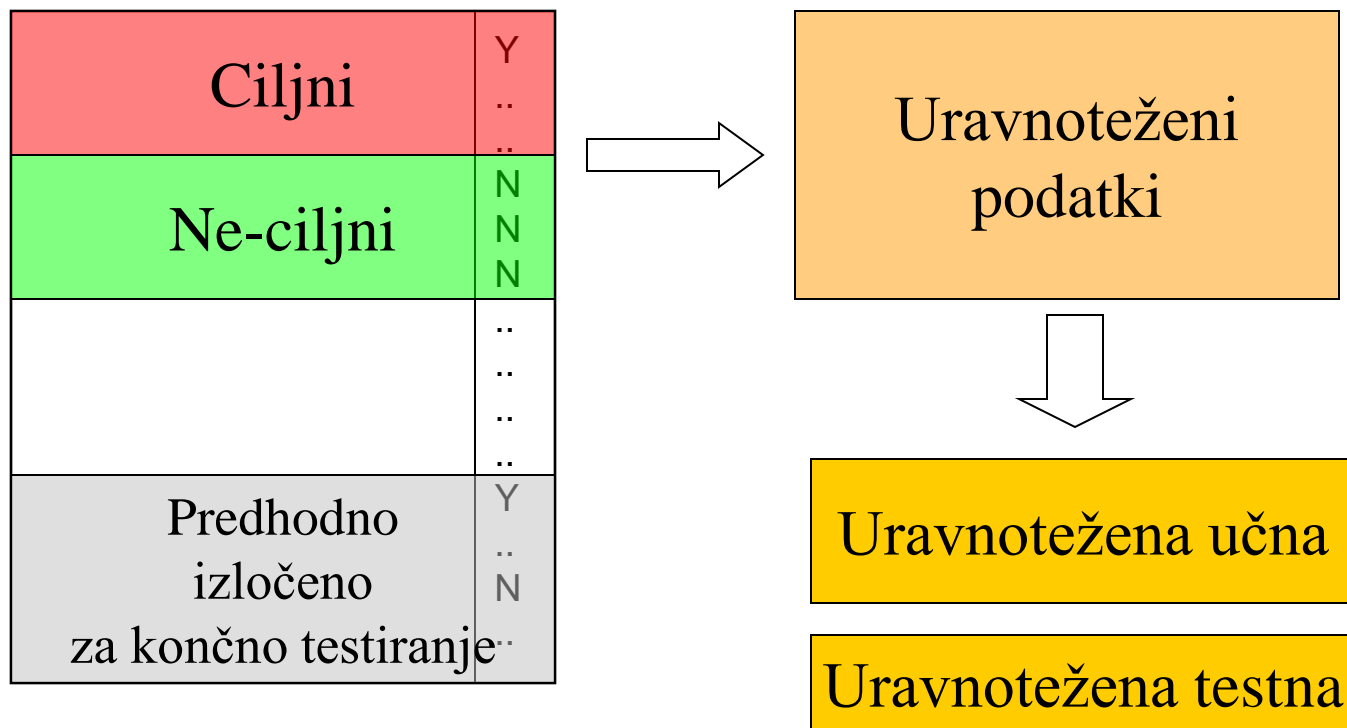 Ciljni
Y
..
..
Ne-ciljni
N
N
N
..
..
..
..
Predhodno
izločeno
za končno testiranje
Y
..
N
..
Uravnoteženi
podatki
Uravnotežena učna
Uravnotežena testna